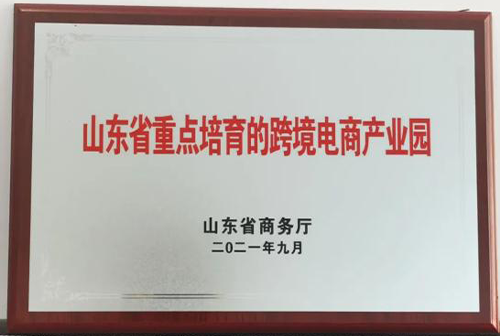 山东省重点培育的跨境电商产业园
山东省商务厅
二〇二一年九月